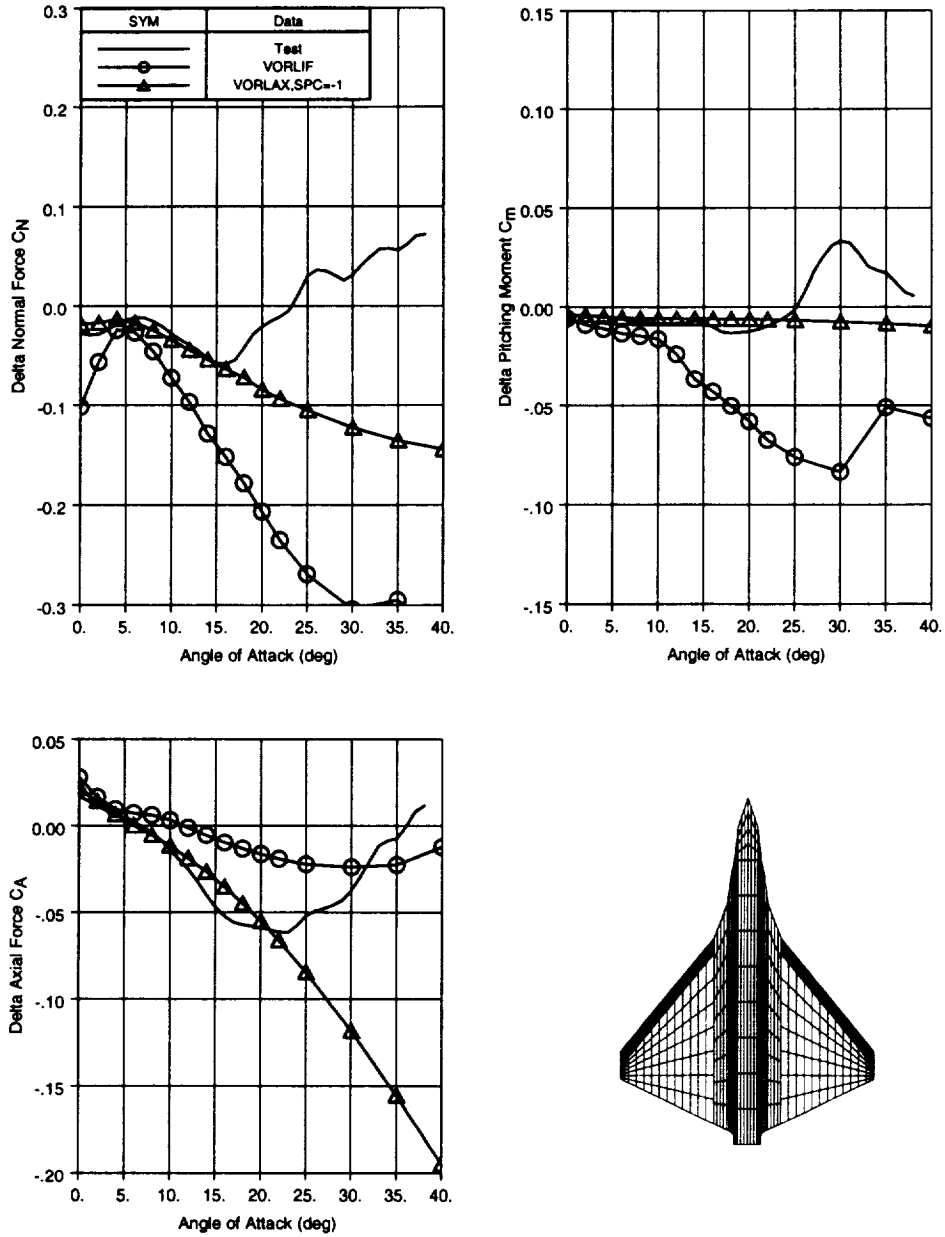 SYM Data
Test
VORLIF
VORLAX,SPC=-1
0.3
0.2
0.1
0.0
-0.1
-0.2
-0.3
Delta Normal Force CN
0. 5. 10. 15. 20. 25. 30. 35. 40.
Angle of Attack (deg)
0.15
0.10
0.05
0.00
-.05
-.10
-.15
Delta Pitching Moment Cm
0. 5. 10. 15. 20. 25. 30. 35. 40.
Angle of Attack (deg)
0.05
0.00
-.05
-.10
-.15
-.20
Delta Axial Force CA
0. 5. 10. 15. 20. 25. 30. 35. 40.
Angle of Attack (deg)